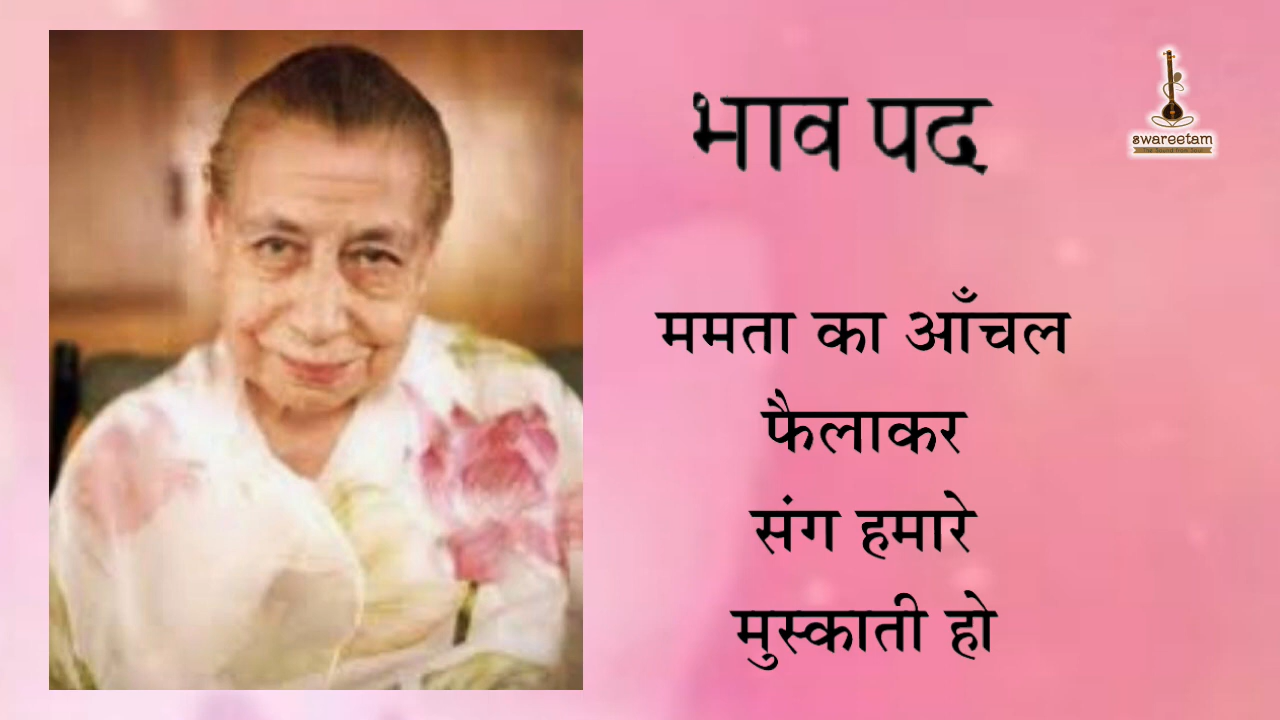 भाव पद
swareetam
ममता का आँचल
फैलाकर
संग हमारे
मुस्काती हो